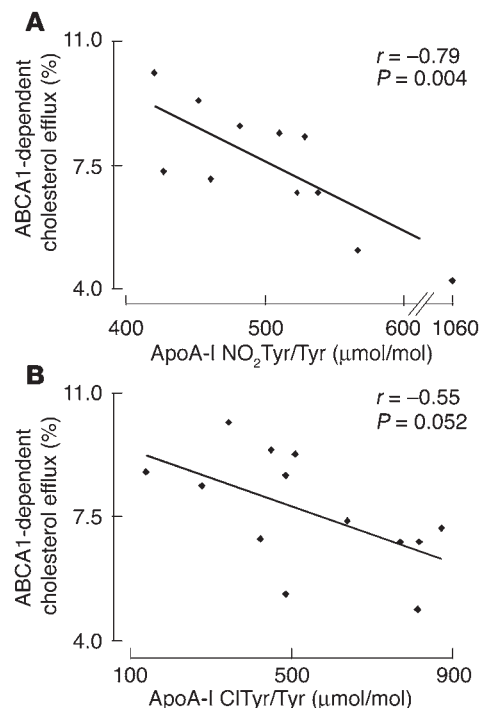 A
11.0
r = –0.79
P = 0.004
ABCA1-dependent
cholesterol efflux (%)
7.5
4.0
400
500
600
1060
ApoA-I NO₂Tyr/Tyr (μmol/mol)
B
11.0
r = –0.55
P = 0.052
ABCA1-dependent
cholesterol efflux (%)
7.5
4.0
100
500
900
ApoA-I ClTyr/Tyr (μmol/mol)